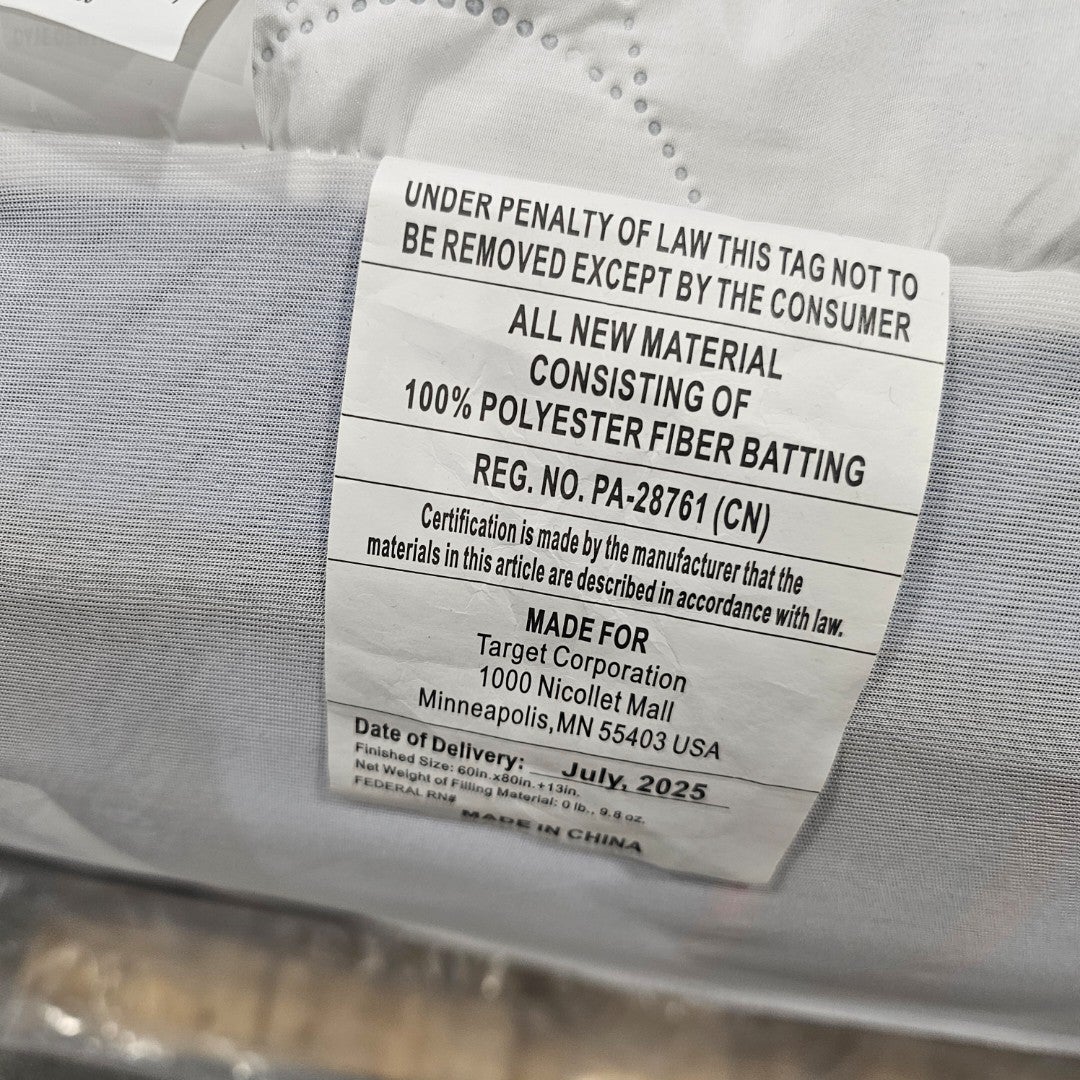 UNDER PENALTY OF LAW THIS TAG NOT TO
BE REMOVED EXCEPT BY THE CONSUMER
ALL NEW MATERIAL
CONSISTING OF
100% POLYESTER FIBER BATTING
REG. NO. PA-28761 (CN)
Certification is made by the manufacturer that the
materials in this article are described in accordance with law.
MADE FOR
Target Corporation
1000 Nicollet Mall
Minneapolis,MN 55403 USA
Date of Delivery: July, 2025
Finished Size: 60in.x80in.+13in.
Net Weight of Filling Material: 0 lb., 9.8 oz.
FEDERAL RN#
MADE IN CHINA